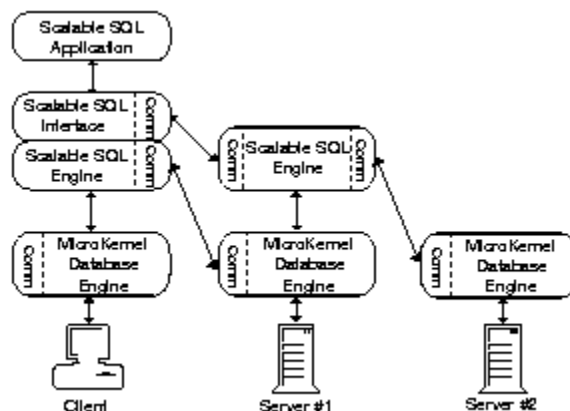 Scalable SQL
Application
Scalable SQL
Interface
Comm
Scalable SQL
Engine
Comm
Comm
Scalable SQL
Engine
Comm
Comm
MicroKernel
Database
Engine
Comm
MicroKernel
Database
Engine
Comm
MicroKernel
Database
Engine
Client
Server #1
Server #2